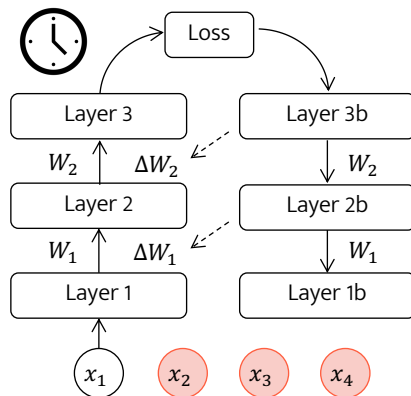 Loss
Layer 3
Layer 3b
W₂
ΔW₂
W₂
Layer 2
Layer 2b
W₁
ΔW₁
W₁
Layer 1
Layer 1b
x₁
x₂
x₃
x₄